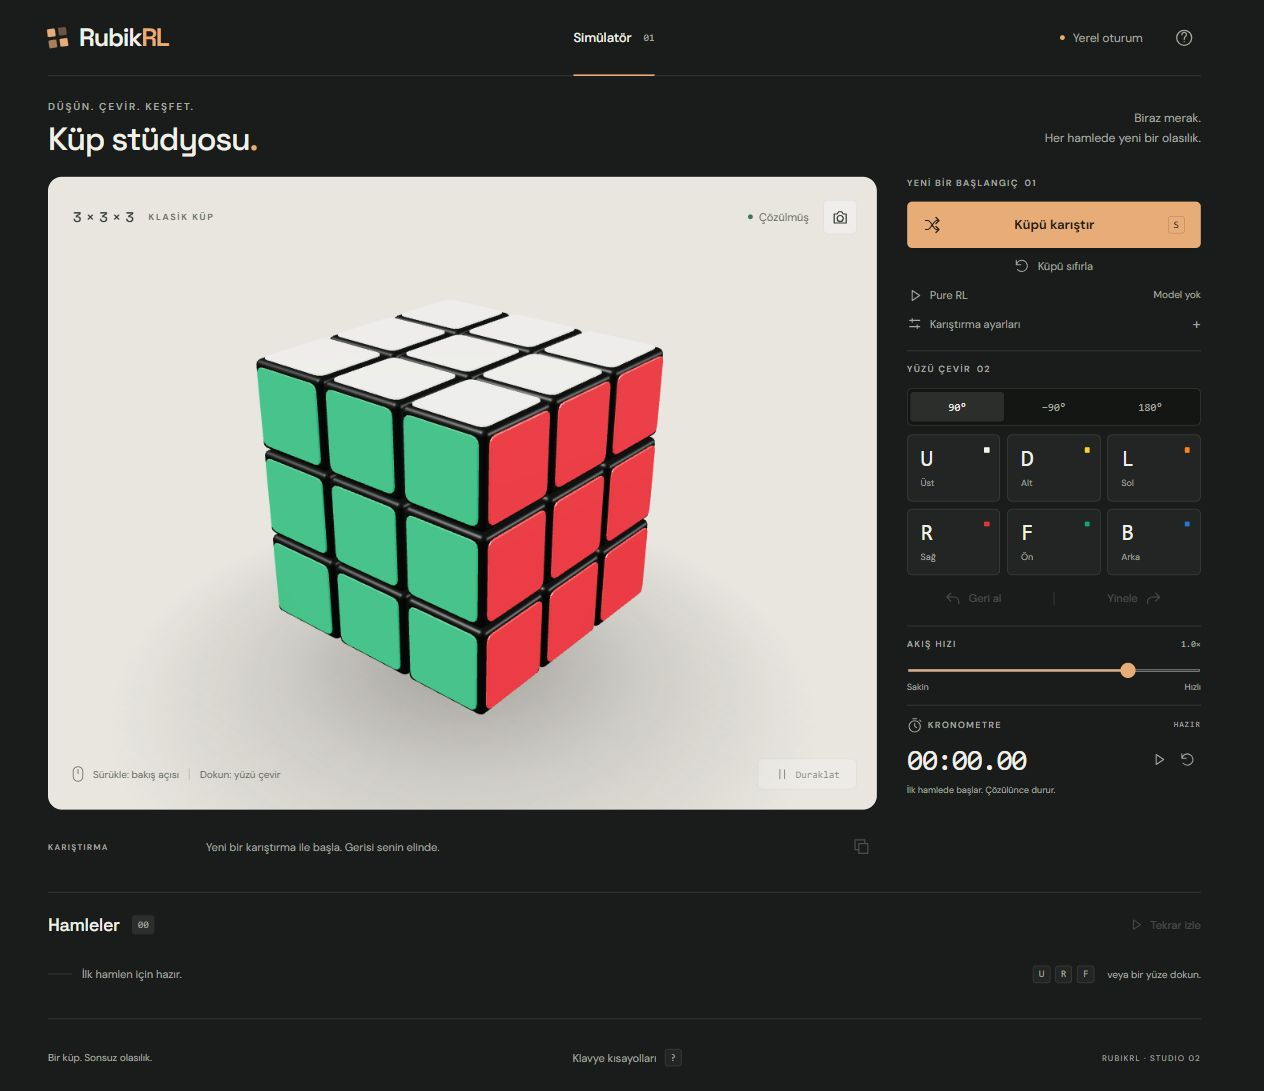 RubikRL
Simülatör 01
Yerel oturum
?
DÜŞÜN. ÇEVİR. KEŞFET.
Küp stüdyosu.
Biraz merak.
Her hamlede yeni bir olasılık.
3 × 3 × 3 KLASİK KÜP
Çözülmüş
Sürükle: bakış açısı
Dokun: yüzü çevir
Duraklat
YENİ BİR BAŞLANGIÇ 01
Küpü karıştır S
Küpü sıfırla
Pure RL Model yok
Karıştırma ayarları +
YÜZÜ ÇEVİR 02
90° −90° 180°
U D L
Üst Alt Sol
R F B
Sağ Ön Arka
Geri al Yinele
AKIŞ HIZI 1.0×
Sakin Hızlı
KRONOMETRE HAZIR
00:00.00
İlk hamlede başlar. Çözülünce durur.
KARIŞTIRMA Yeni bir karıştırma ile başla. Gerisi senin elinde.
Hamleler 00 Tekrar izle
İlk hamlen için hazır. U R F veya bir yüze dokun.
Bir küp. Sonsuz olasılık. Klavye kısayolları ? RUBIKRL · STUDIO 02